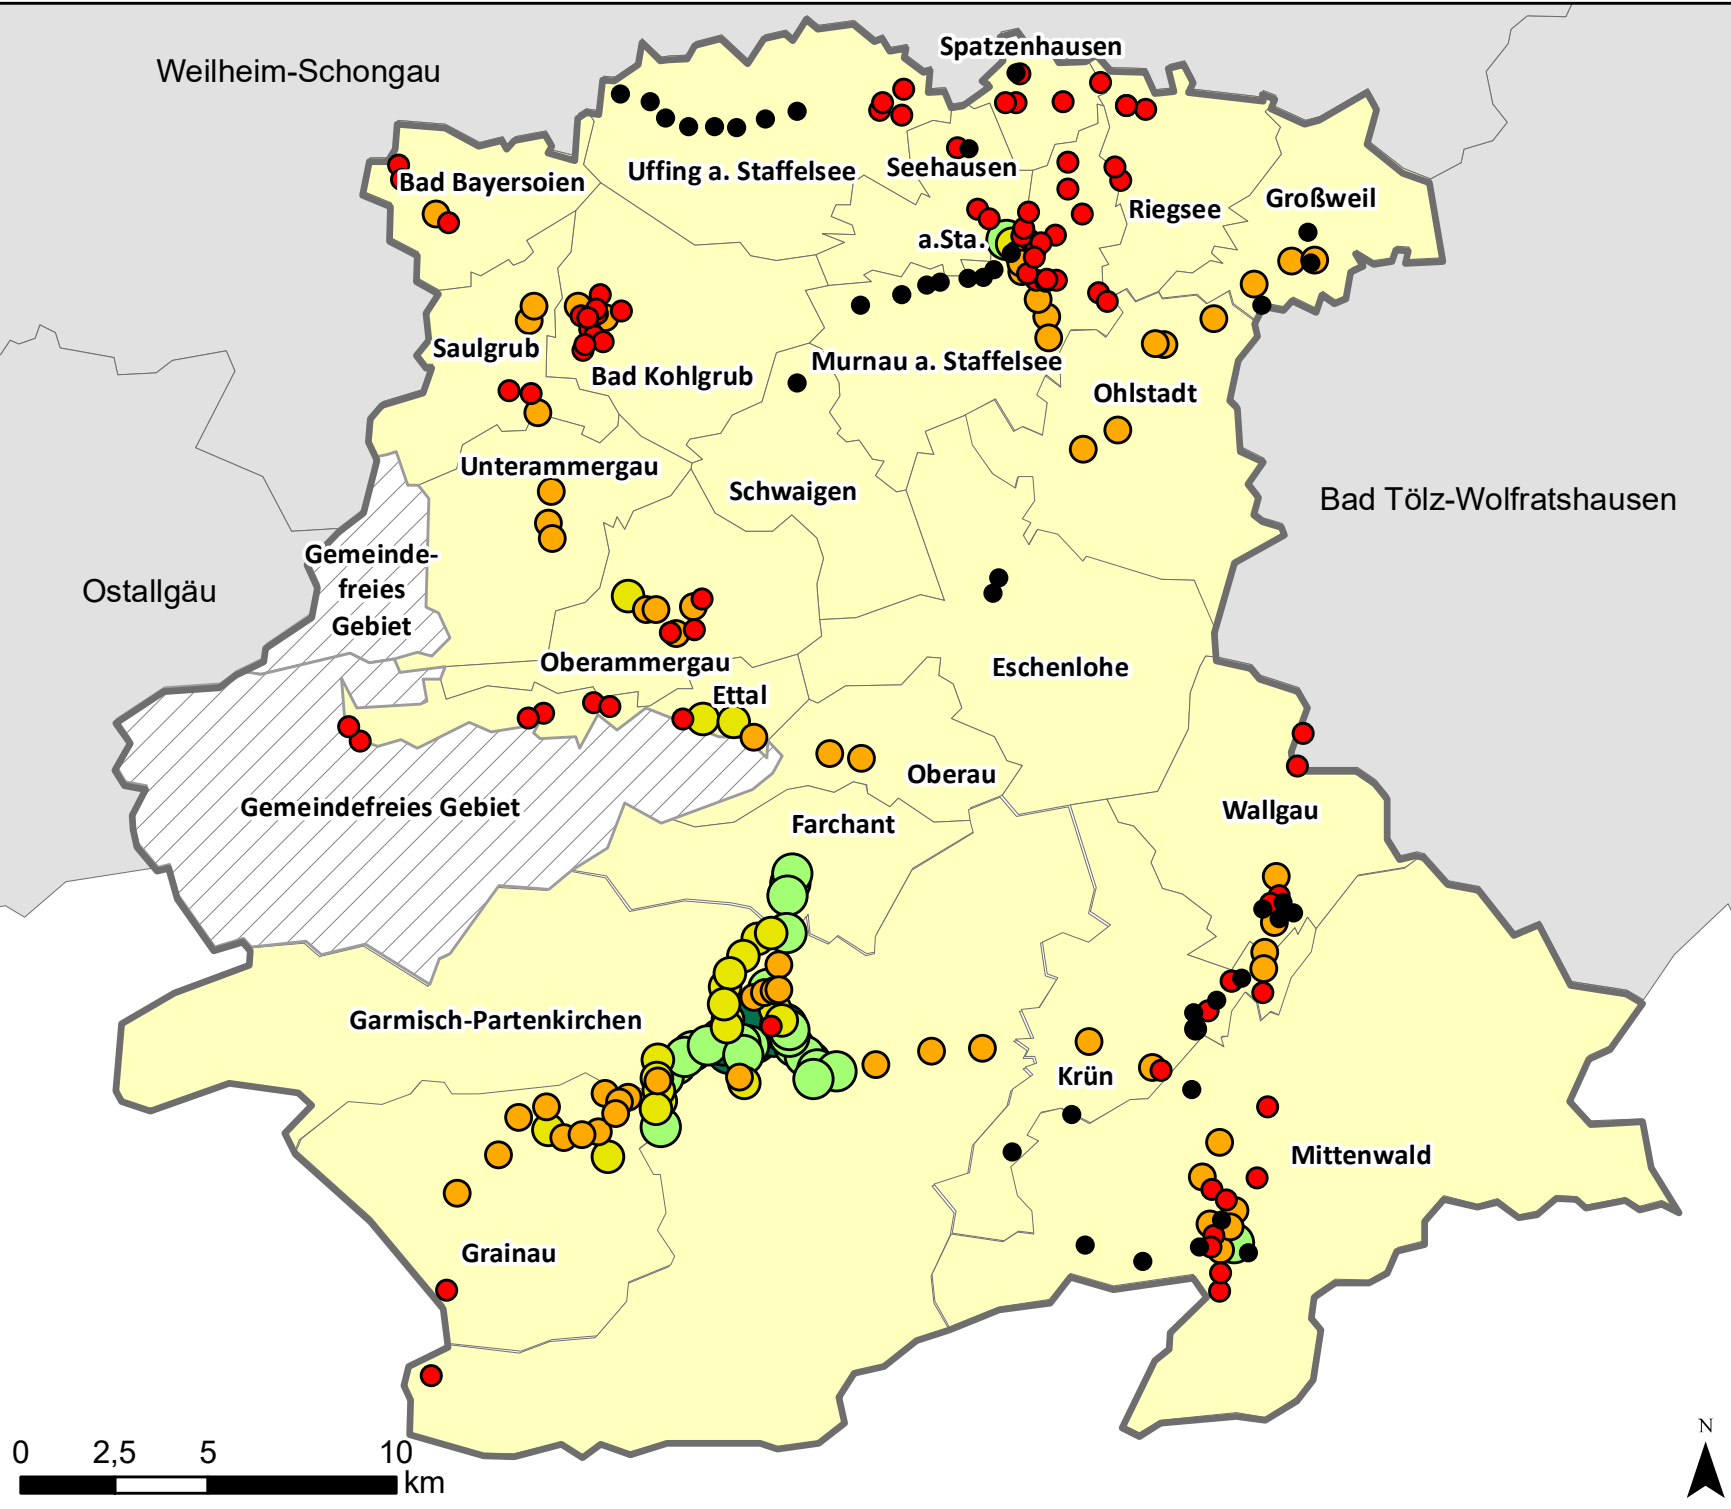 Spatzenhausen
Weilheim-Schongau
Uffing a. Staffelsee
Seehausen
Bad Bayersoien
Riegsee
Großweil
a.Sta.
Saulgrub
Bad Kohlgrub
Murnau a. Staffelsee
Ohlstadt
Unterammergau
Schwaigen
Bad Tölz-Wolfratshausen
Gemeinde-
freies
Gebiet
Ostallgäu
Oberammergau
Eschenlohe
Ettal
Oberau
Gemeindefreies Gebiet
Wallgau
Farchant
Garmisch-Partenkirchen
Krün
Mittenwald
Grainau
N
0 2,5 5 10
km